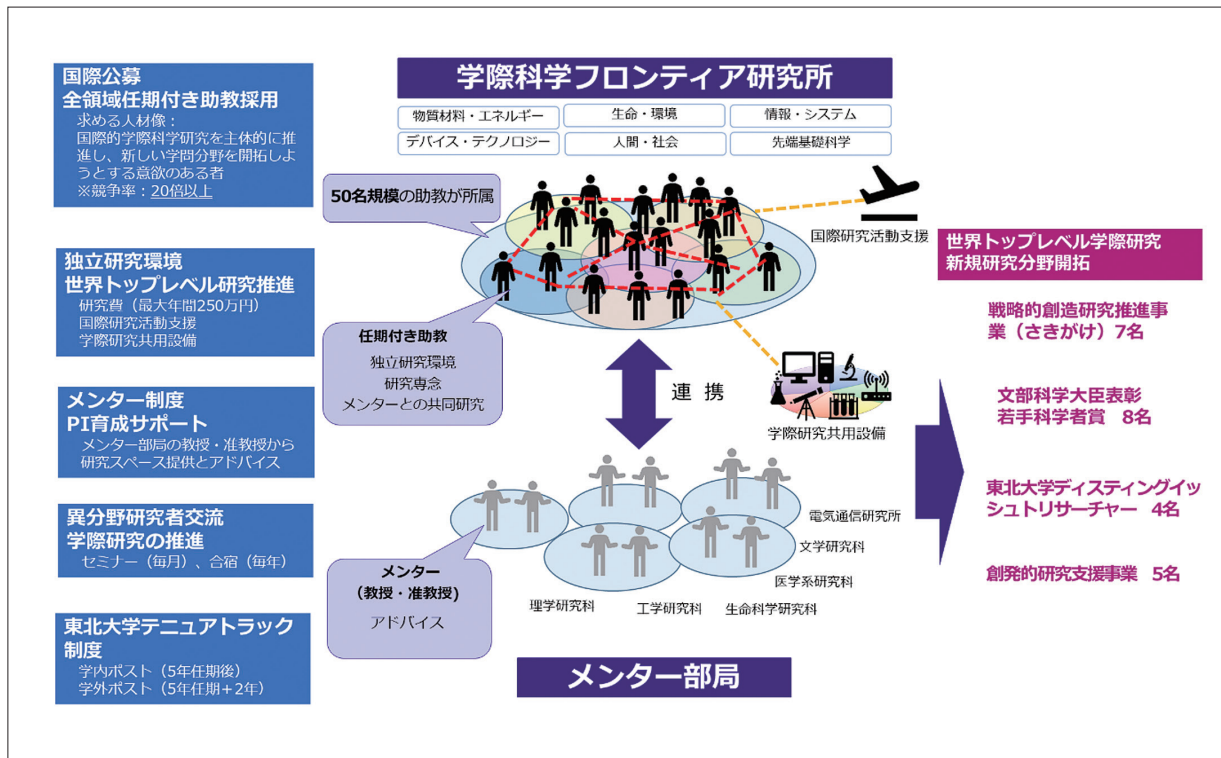 国際公募
全領域任期付き助教採用
求める人材像：
国際的学際科学研究を主体的に推
進し、新しい学問分野を開拓しよ
うとする意欲のある者
※競争率：20倍以上
独立研究環境
世界トップレベル研究推進
研究費（最大年間250万円）
国際研究活動支援
学際研究共用設備
メンター制度
PI育成サポート
メンター部局の教授・准教授から
研究スペース提供とアドバイス
異分野研究者交流
学際研究の推進
セミナー（毎月）、合宿（毎年）
東北大学テニュアトラック
制度
学内ポスト（5年任期後）
学外ポスト（5年任期＋2年）
学際科学フロンティア研究所
物質材料・エネルギー
生命・環境
情報・システム
デバイス・テクノロジー
人間・社会
先端基礎科学
50名規模の助教が所属
国際研究活動支援
任期付き助教
独立研究環境
研究専念
メンターとの共同研究
連 携
学際研究共用設備
電気通信研究所
文学研究科
医学系研究科
生命科学研究科
工学研究科
理学研究科
メンター
（教授・准教授)
アドバイス
メンター部局
世界トップレベル学際研究
新規研究分野開拓
戦略的創造研究推進事
業（さきがけ）7名
文部科学大臣表彰
若手科学者賞 8名
東北大学ディスティングイッ
シュトリサーチャー 4名
創発的研究支援事業 5名